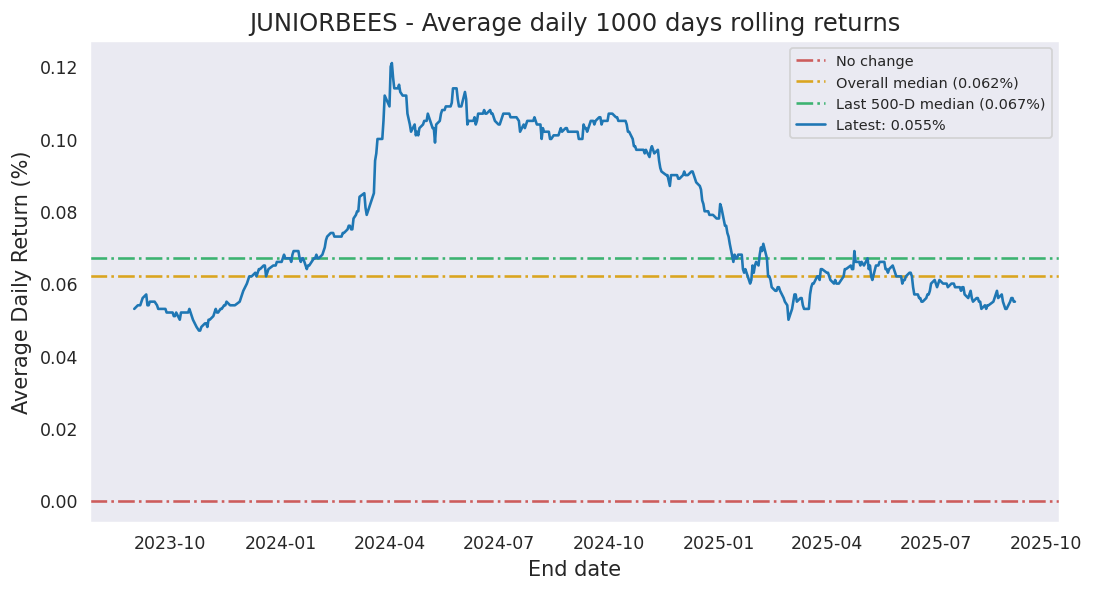 JUNIORBEES - Average daily 1000 days rolling returns
No change
Overall median (0.062%)
Last 500-D median (0.067%)
Latest: 0.055%
Average Daily Return (%)
0.12
0.10
0.08
0.06
0.04
0.02
0.00
2023-10 2024-01 2024-04 2024-07 2024-10 2025-01 2025-04 2025-07 2025-10
End date